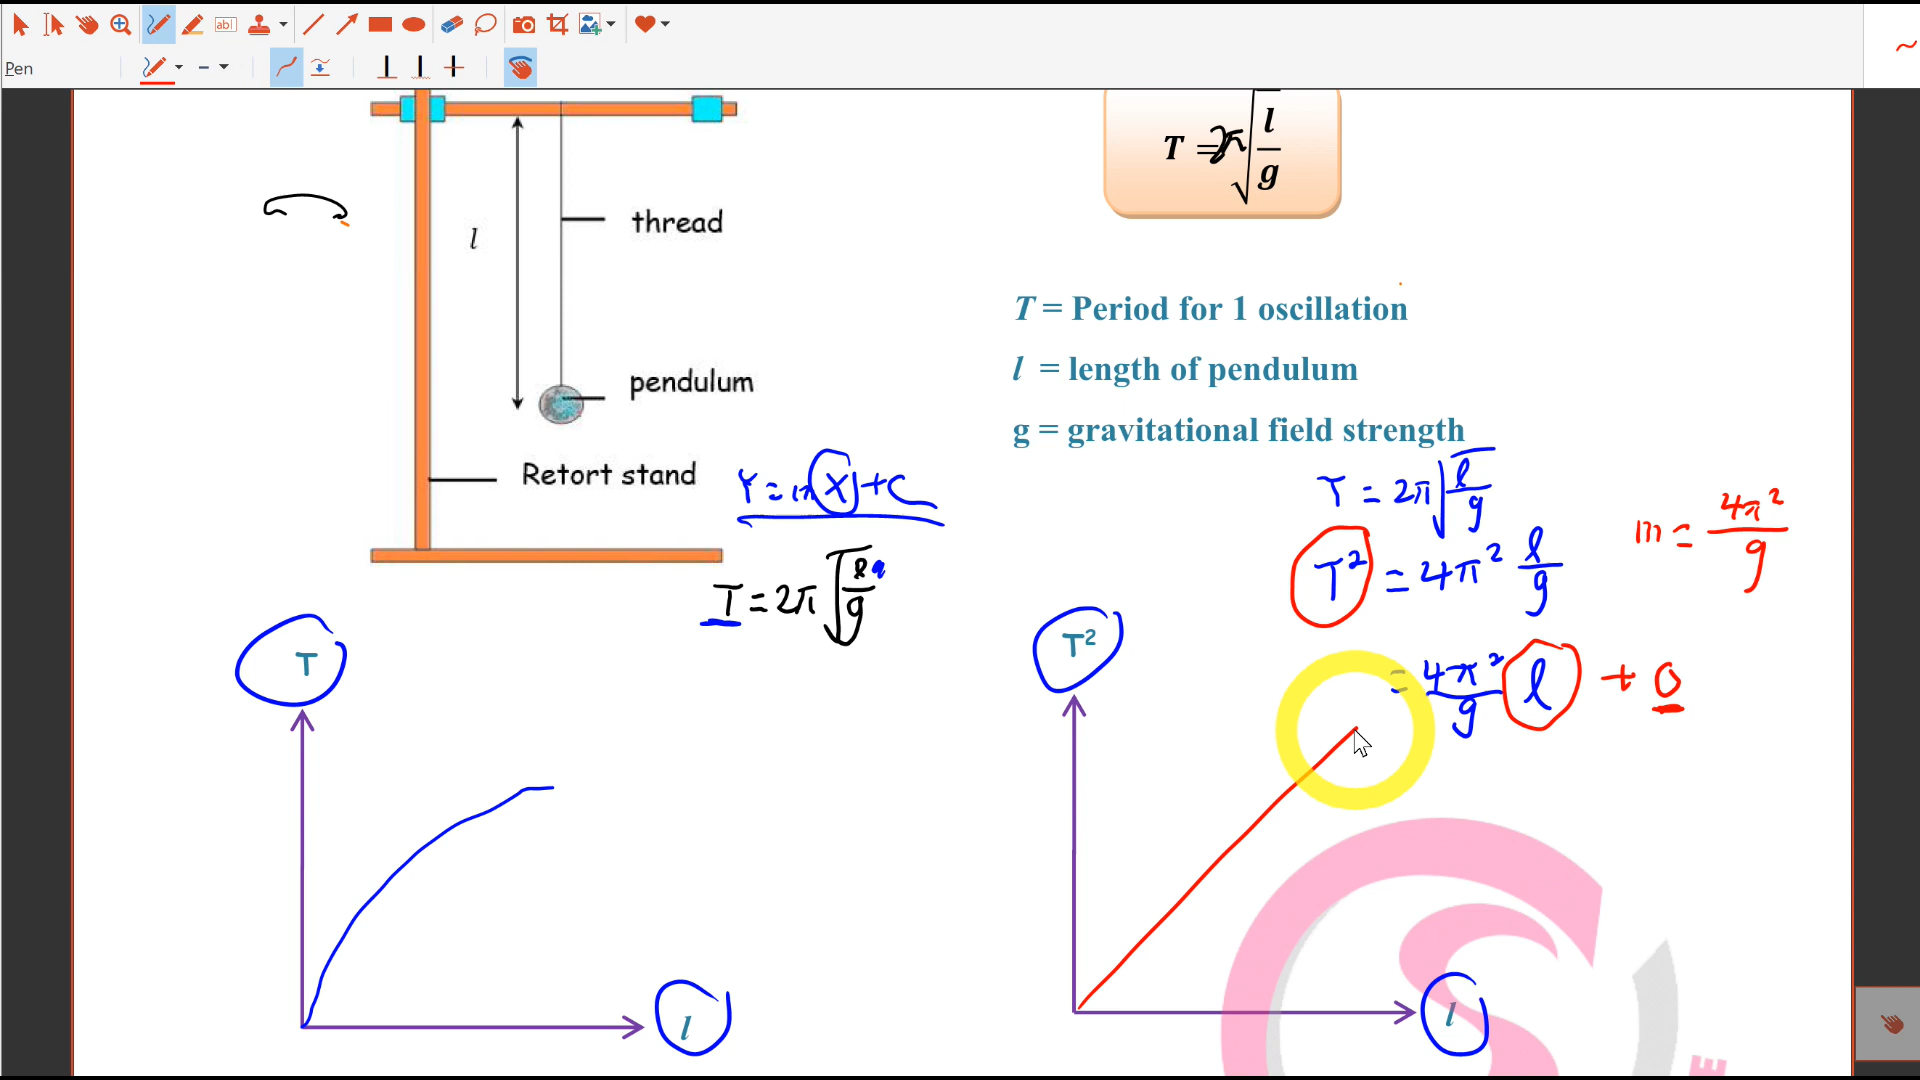 ab|
Pen
T = 2π√l/g
l
thread
pendulum
Retort stand
T = Period for 1 oscillation
l = length of pendulum
g = gravitational field strength
Y = m X + C
T = 2π√l/g
T = 2π√l/g
T² = 4π² l/g
= 4π²/g l + 0
m = 4π²/g
T
l
T²
l
S
E